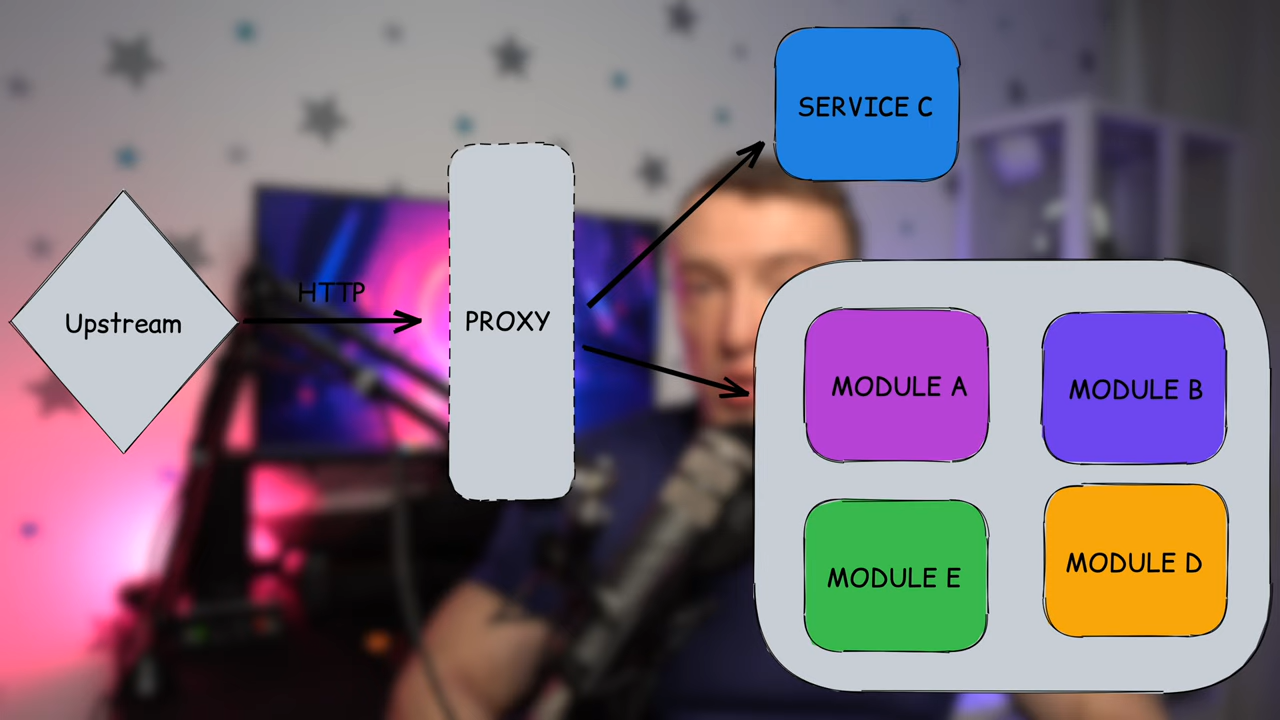 SERVICE C
Upstream
HTTP
PROXY
MODULE A
MODULE B
MODULE E
MODULE D